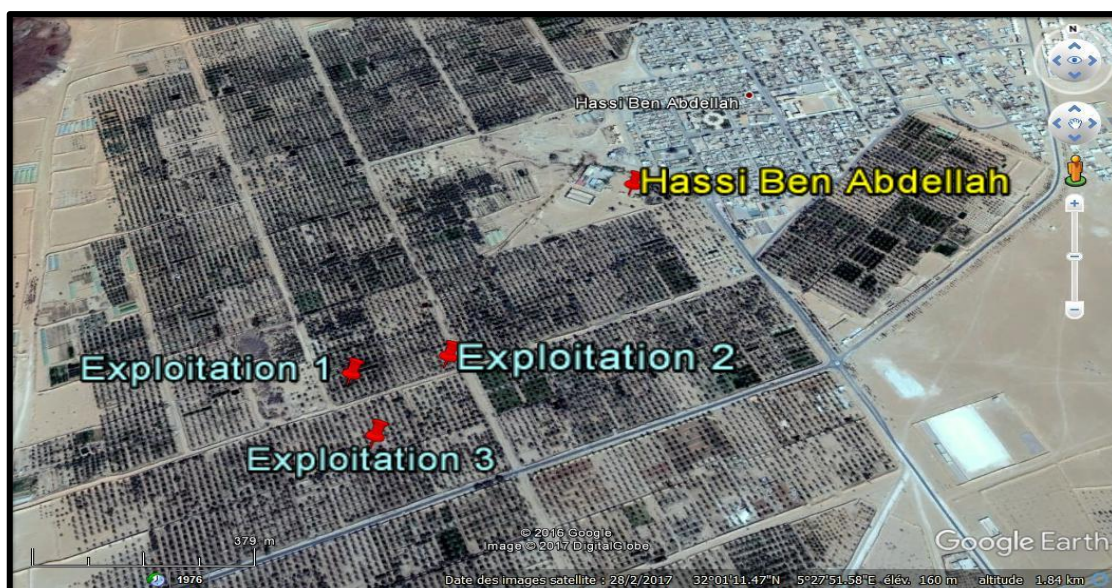 N
Hassi Ben Abdellah
Hassi Ben Abdellah
Exploitation 1
Exploitation 2
Exploitation 3
© 2016 Google
Image © 2017 DigitalGlobe
379 m
Google Earth
1976
Date des images satellite : 28/2/2017 32°01'11.47"N 5°27'51.58"E élév. 160 m altitude 1.84 km